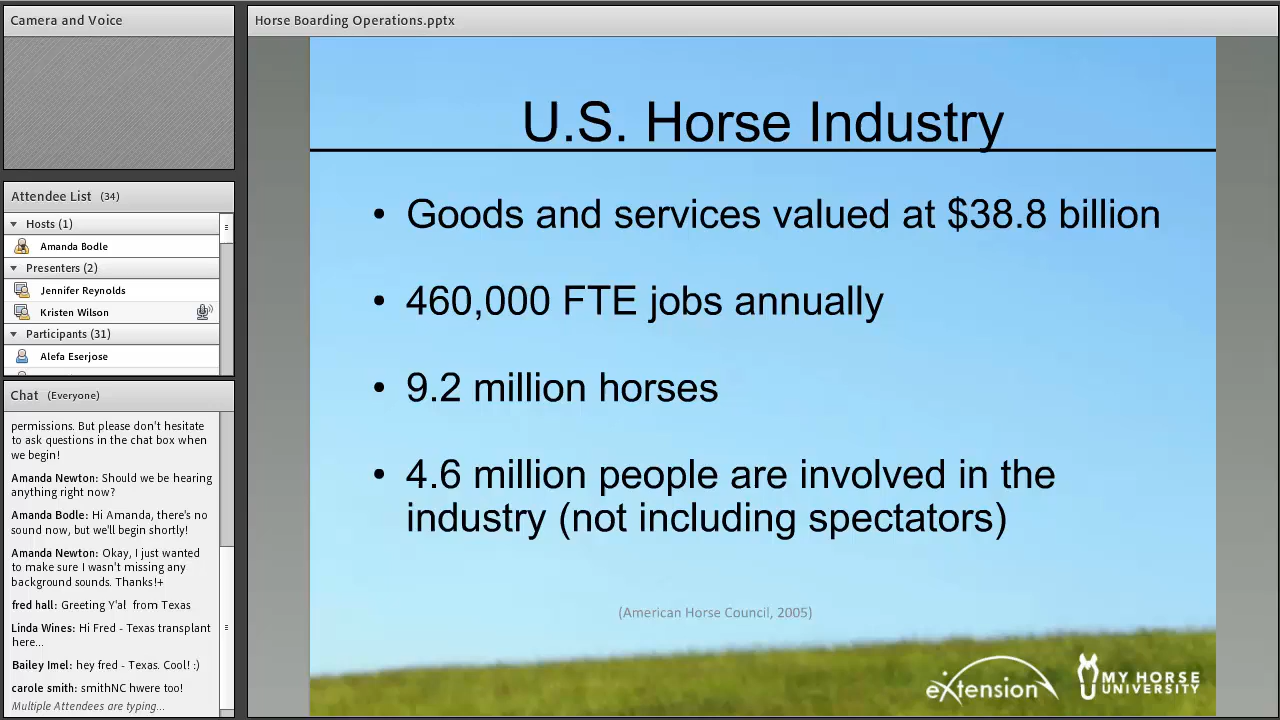 Camera and Voice
Attendee List (34)
Hosts (1)
Amanda Bodle
Presenters (2)
Jennifer Reynolds
Kristen Wilson
Participants (31)
Alefa Eserjose
Chat (Everyone)
permissions. But please don't hesitate
to ask questions in the chat box when
we begin!
Amanda Newton: Should we be hearing
anything right now?
Amanda Bodle: Hi Amanda, there's no
sound now, but we'll begin shortly!
Amanda Newton: Okay, I just wanted
to make sure I wasn't missing any
background sounds. Thanks!+
fred hall: Greeting Y'al from Texas
Linda Wines: Hi Fred - Texas transplant
here...
Bailey Imel: hey fred - Texas. Cool! :)
carole smith: smithNC hwere too!
Multiple Attendees are typing...
Horse Boarding Operations.pptx
U.S. Horse Industry
• Goods and services valued at $38.8 billion
• 460,000 FTE jobs annually
• 9.2 million horses
• 4.6 million people are involved in the
industry (not including spectators)
(American Horse Council, 2005)
eXtension
MY HORSE
UNIVERSITY